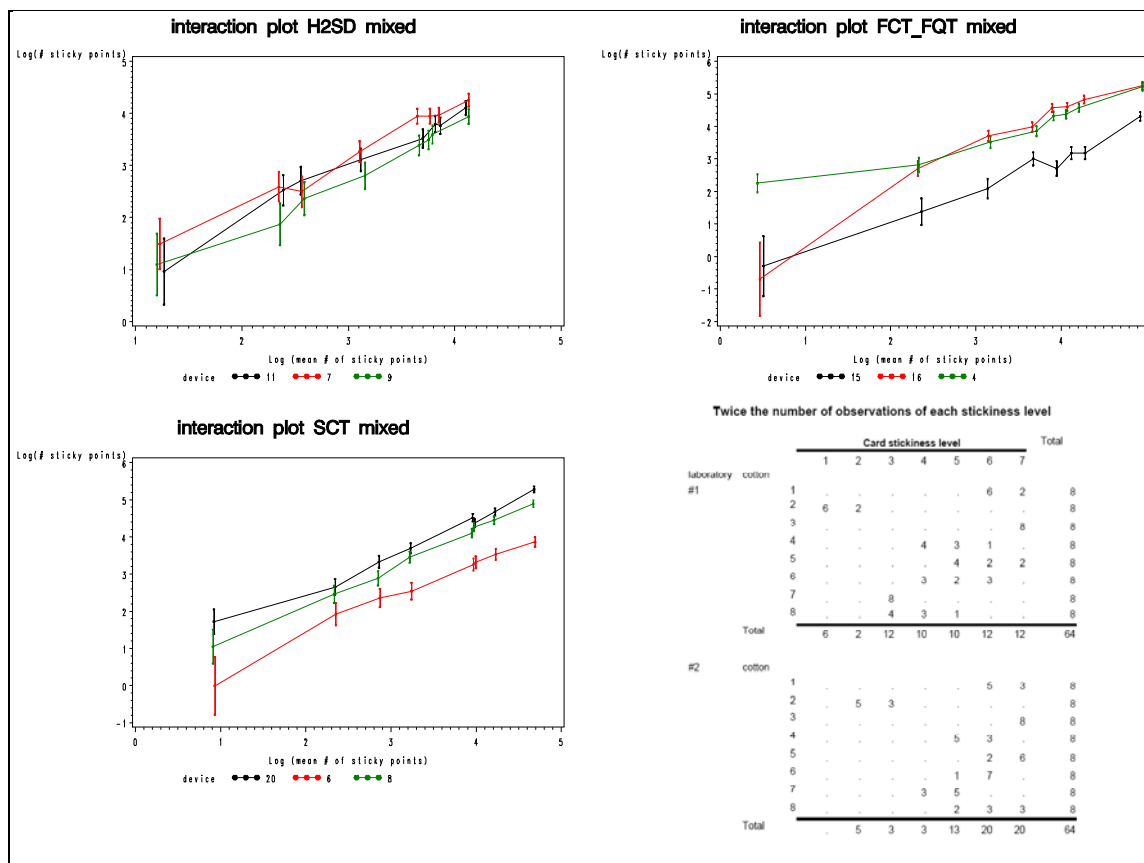 interaction plot H2SD mixed
Log(# sticky points)
5
4
3
2
1
0
0 1 2 3 4 5
Log (mean # of sticky points)
device 11 7 9
interaction plot FCT_FQT mixed
Log(# sticky points)
6
5
4
3
2
1
0
-1
-2
0 1 2 3 4
Log (mean # of sticky points)
device 15 16 4
interaction plot SCT mixed
Log(# sticky points)
6
5
4
3
2
1
0
-1
0 1 2 3 4 5
Log (mean # of sticky points)
device 20 6 8
Twice the number of observations of each stickiness level
Card stickiness level Total
1 2 3 4 5 6 7
laboratory cotton
#1 1 . . . . . 6 2 8
2 6 2 . . . . . 8
3 . . . . . . 8 8
4 . . . 4 3 1 . 8
5 . . . . 4 2 2 8
6 . . . 3 2 3 . 8
7 . . 8 . . . . 8
8 . . 4 3 1 . . 8
Total 6 2 12 10 10 12 12 64
#2 cotton
1 . . . . . 5 3 8
2 . 5 3 . . . . 8
3 . . . . . . 8 8
4 . . . . 5 3 . 8
5 . . . . . 2 6 8
6 . . . . 1 7 . 8
7 . . . 3 5 . . 8
8 . . . . 2 3 3 8
Total . 5 3 3 13 20 20 64